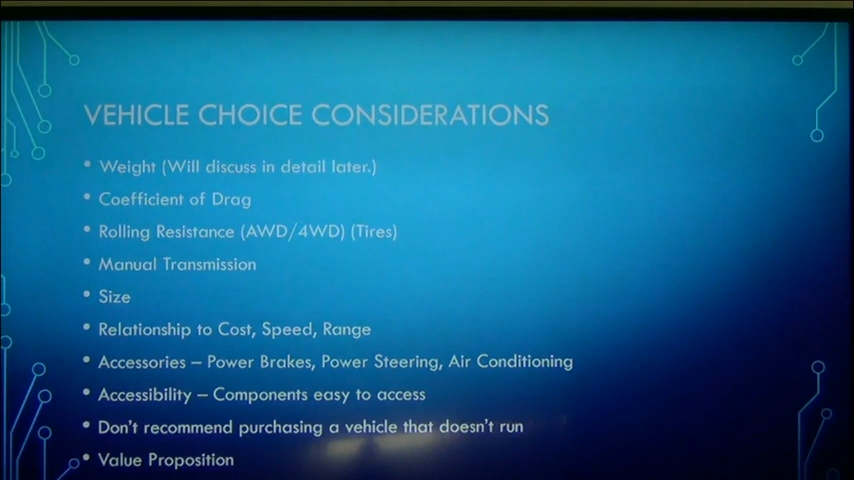 VEHICLE CHOICE CONSIDERATIONS
• Weight (Will discuss in detail later.)
• Coefficient of Drag
• Rolling Resistance (AWD/4WD) (Tires)
• Manual Transmission
• Size
• Relationship to Cost, Speed, Range
• Accessories – Power Brakes, Power Steering, Air Conditioning
• Accessibility – Components easy to access
• Don't recommend purchasing a vehicle that doesn't run
• Value Proposition